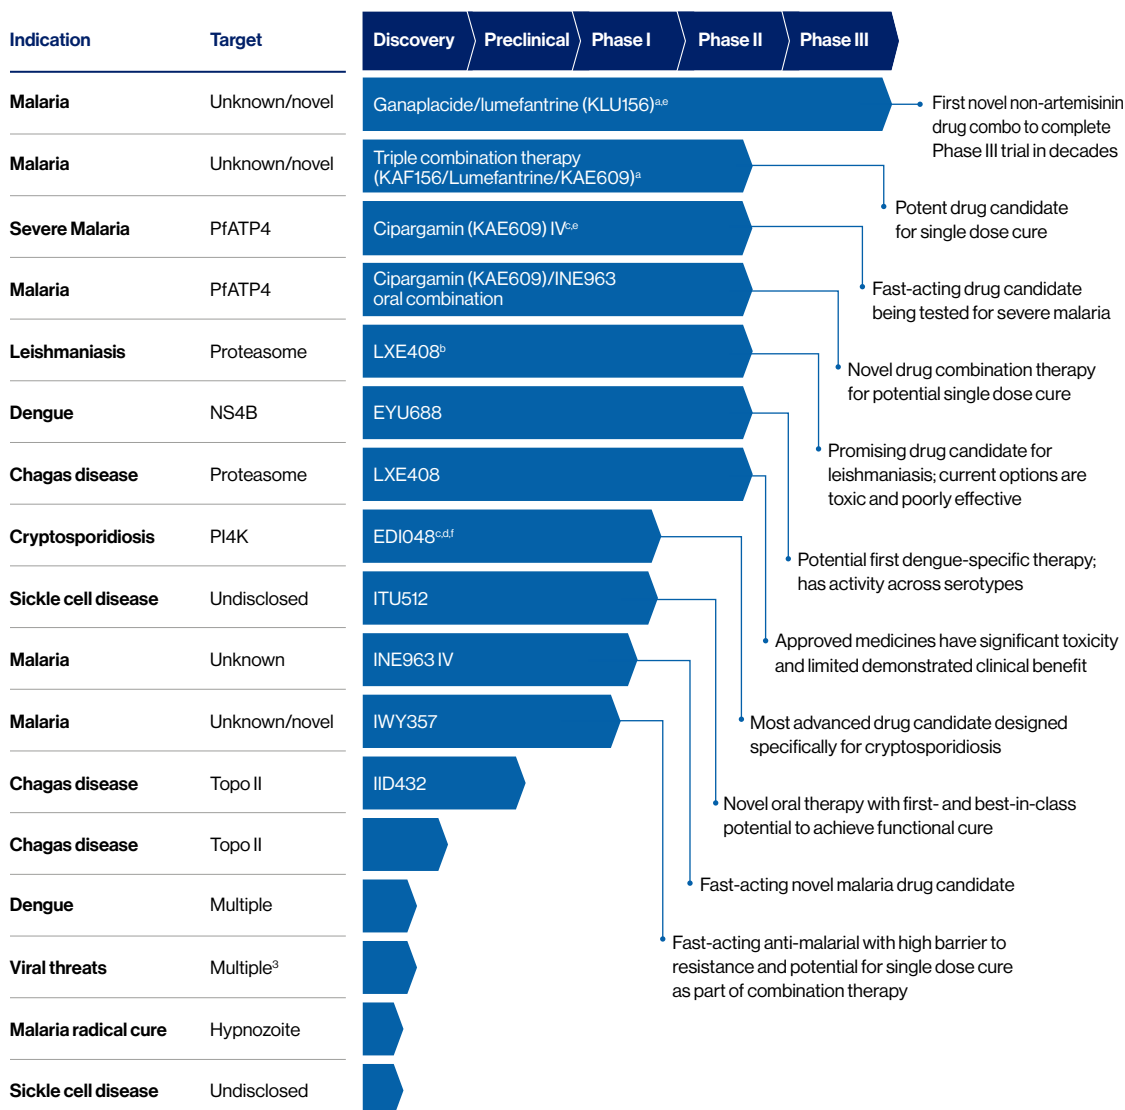 Indication Target Discovery Preclinical Phase I Phase II Phase III
Malaria Unknown/novel Ganaplacide/lumefantrine (KLU156)a,e
First novel non-artemisinin
drug combo to complete
Phase III trial in decades
Malaria Unknown/novel Triple combination therapy
(KAF156/Lumefantrine/KAE609)a
Potent drug candidate
for single dose cure
Severe Malaria PfATP4 Cipargamin (KAE609) IVc,e
Fast-acting drug candidate
being tested for severe malaria
Malaria PfATP4 Cipargamin (KAE609)/INE963
oral combination
Novel drug combination therapy
for potential single dose cure
Leishmaniasis Proteasome LXE408b
Promising drug candidate for
leishmaniasis; current options are
toxic and poorly effective
Dengue NS4B EYU688
Potential first dengue-specific therapy;
has activity across serotypes
Chagas disease Proteasome LXE408
Approved medicines have significant toxicity
and limited demonstrated clinical benefit
Cryptosporidiosis PI4K EDI048c,d,f
Most advanced drug candidate designed
specifically for cryptosporidiosis
Sickle cell disease Undisclosed ITU512
Novel oral therapy with first- and best-in-class
potential to achieve functional cure
Malaria Unknown INE963 IV
Fast-acting novel malaria drug candidate
Malaria Unknown/novel IWY357
Fast-acting anti-malarial with high barrier to
resistance and potential for single dose cure
as part of combination therapy
Chagas disease Topo II IID432
Chagas disease Topo II
Dengue Multiple
Viral threats Multiple3
Malaria radical cure Hypnozoite
Sickle cell disease Undisclosed